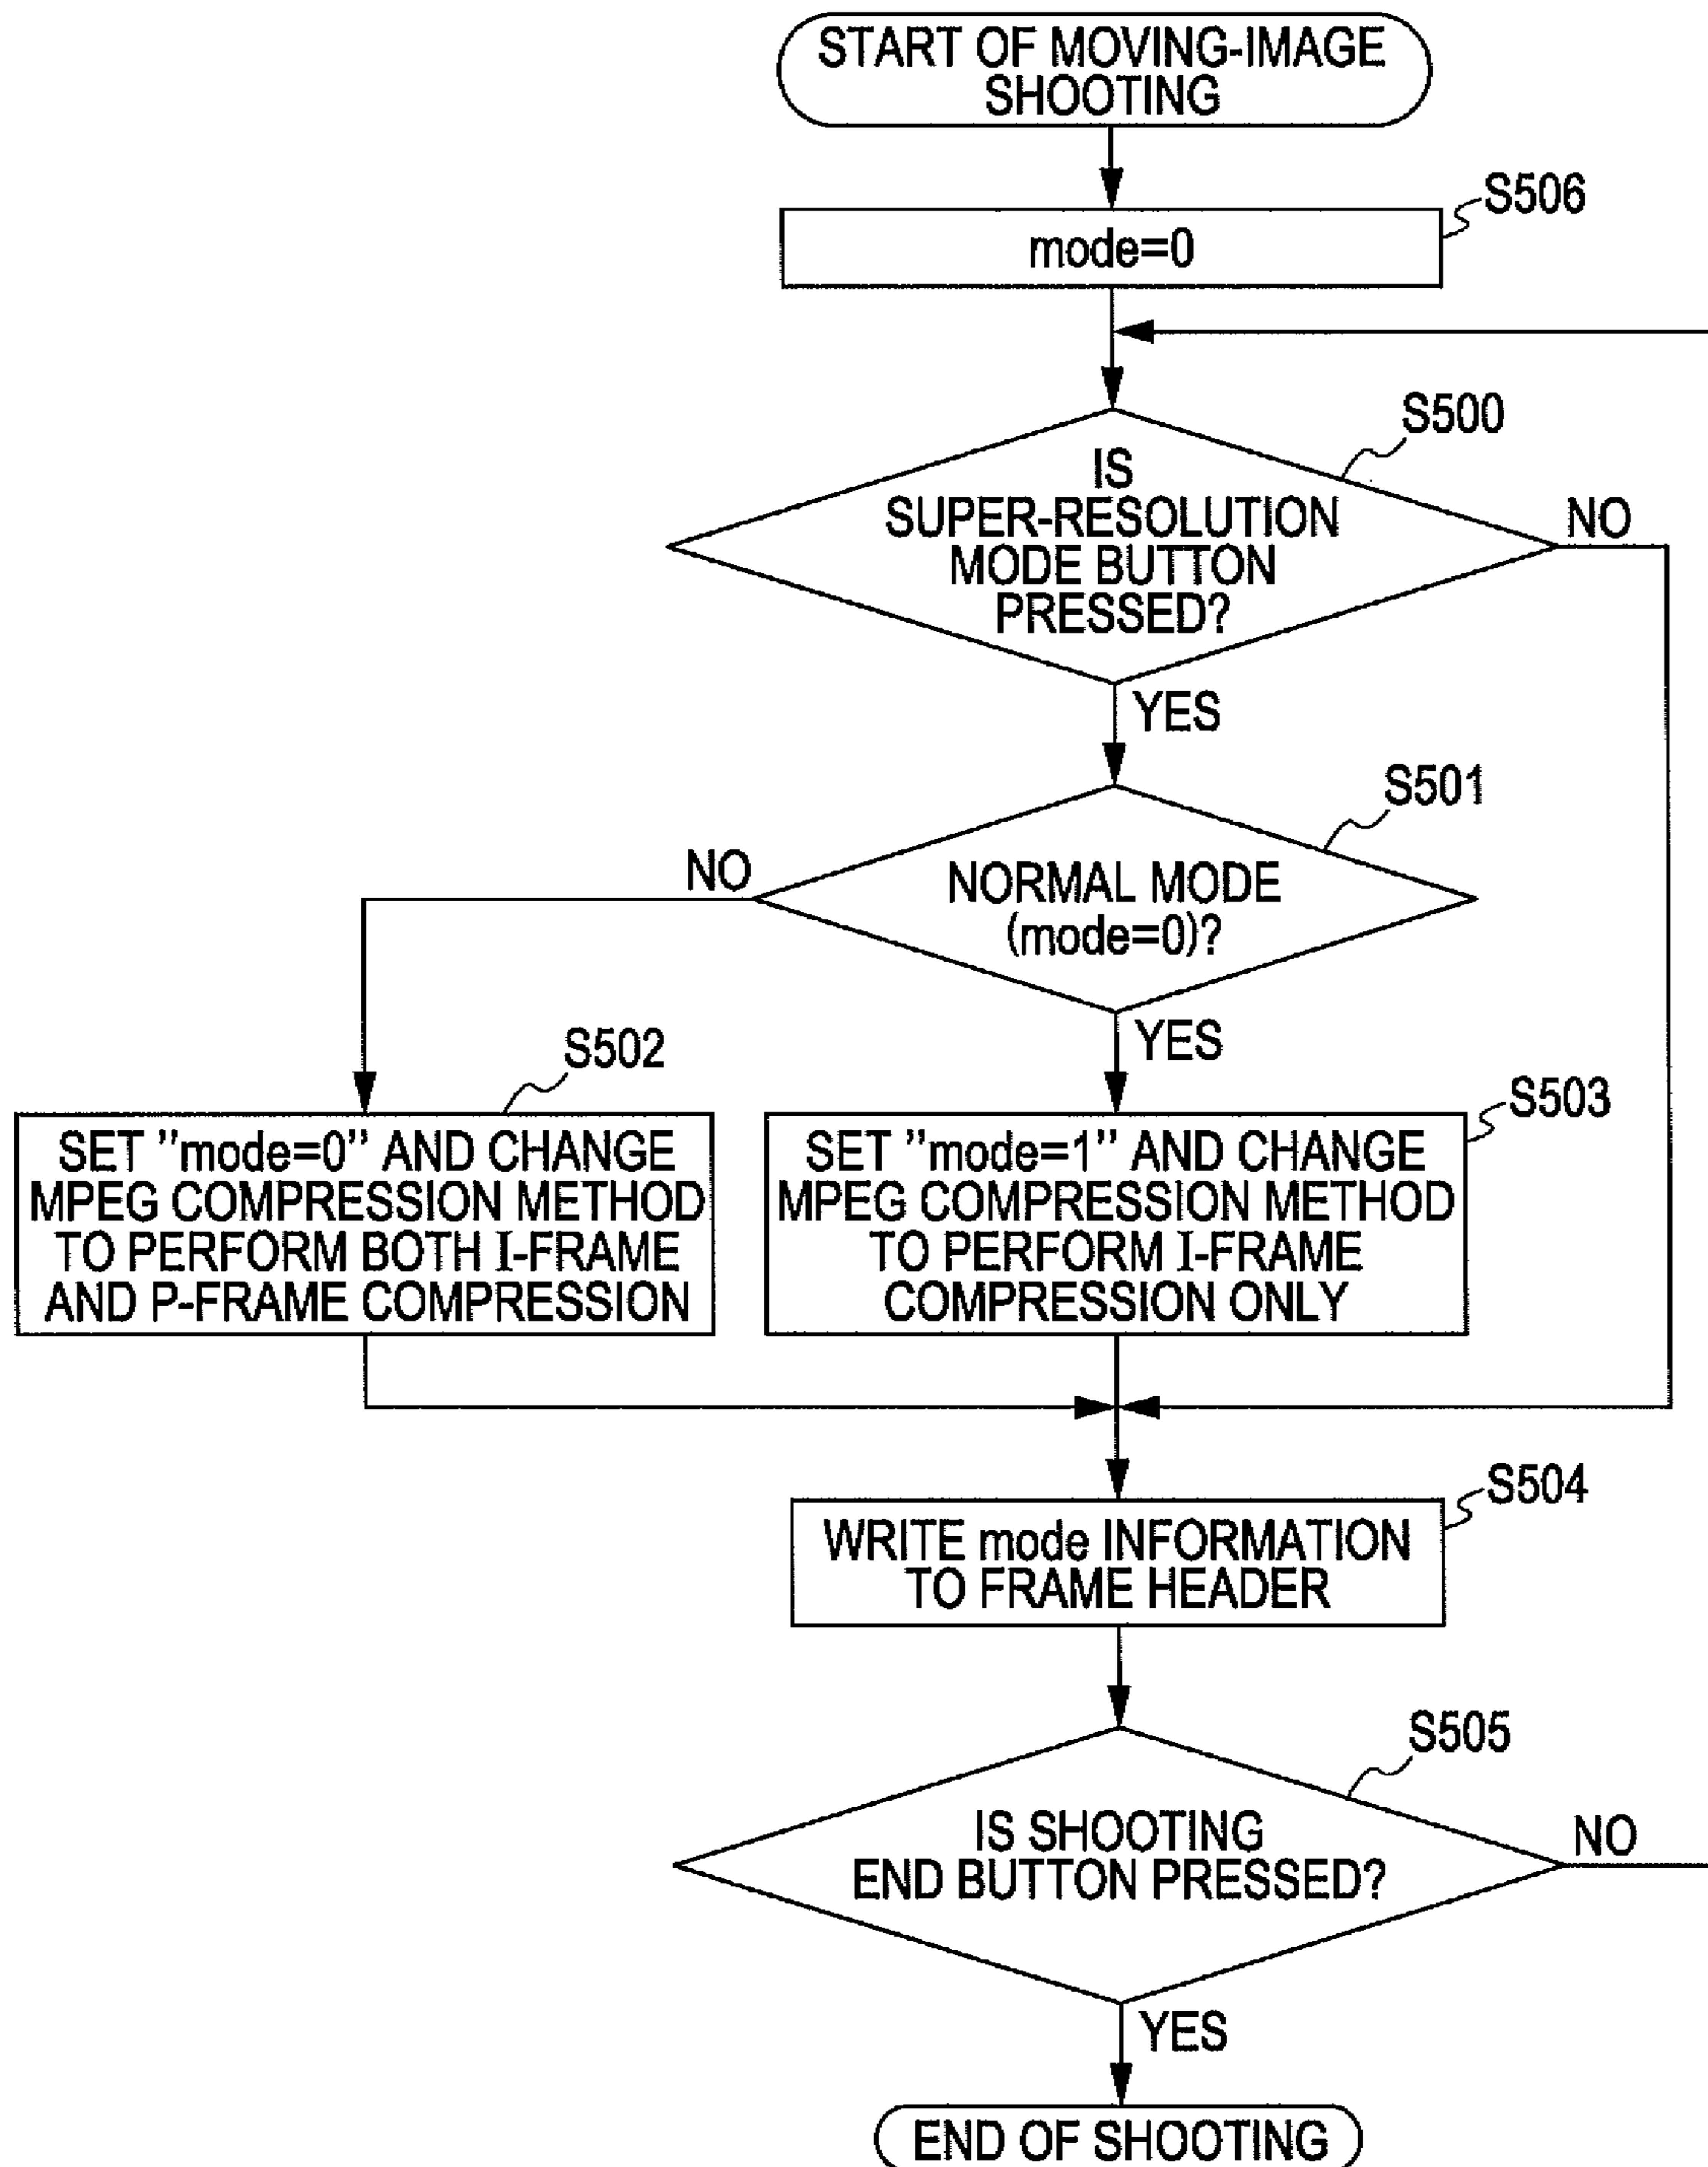 START OF MOVING-IMAGE
SHOOTING
S506
mode=0
S500
IS
SUPER-RESOLUTION
MODE BUTTON
PRESSED?
NO
YES
S501
NORMAL MODE
(mode=0)?
NO
YES
S502
SET "mode=0" AND CHANGE
MPEG COMPRESSION METHOD
TO PERFORM BOTH I-FRAME
AND P-FRAME COMPRESSION
S503
SET "mode=1" AND CHANGE
MPEG COMPRESSION METHOD
TO PERFORM I-FRAME
COMPRESSION ONLY
S504
WRITE mode INFORMATION
TO FRAME HEADER
S505
IS SHOOTING
END BUTTON PRESSED?
NO
YES
END OF SHOOTING